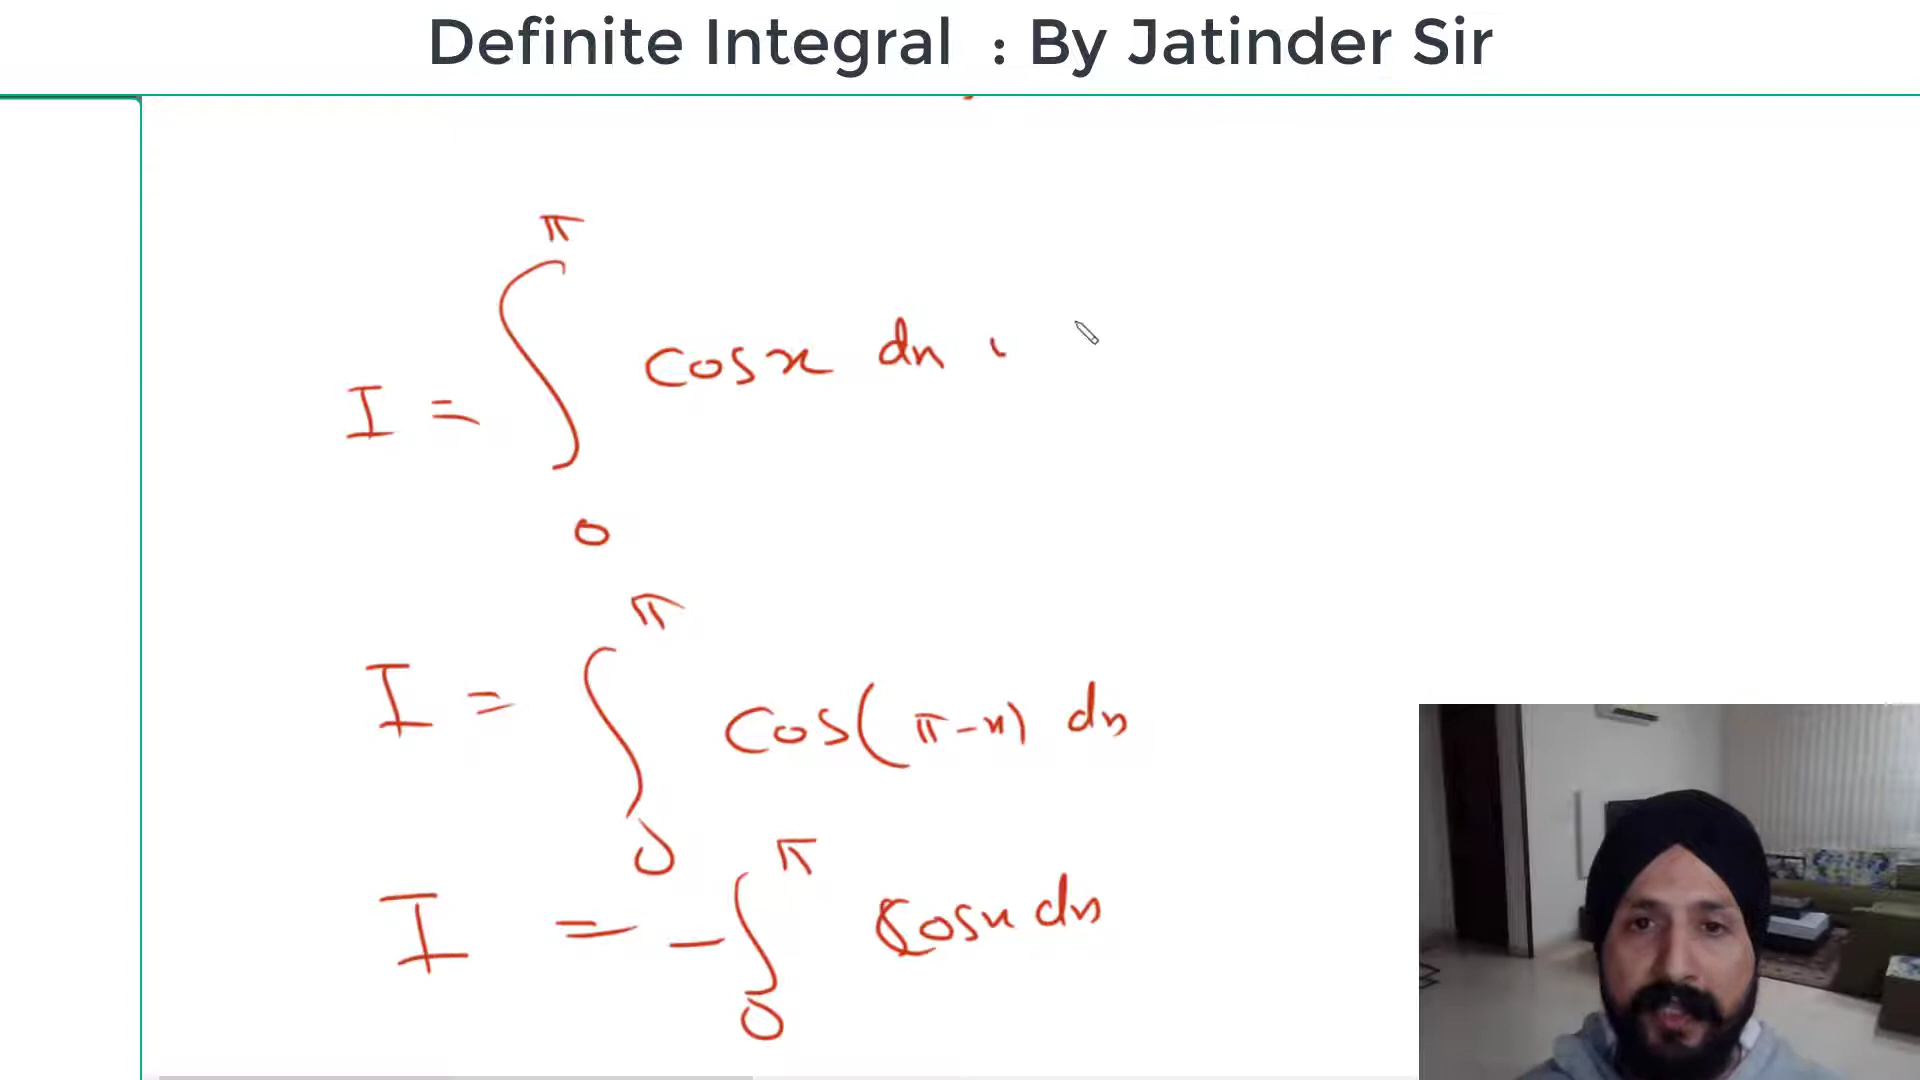 Definite Integral : By Jatinder Sir
π
I = ∫ cosx dx .
0
π
I = ∫ cos(π-x) dx
0
π
I = -∫ cosx dx
0